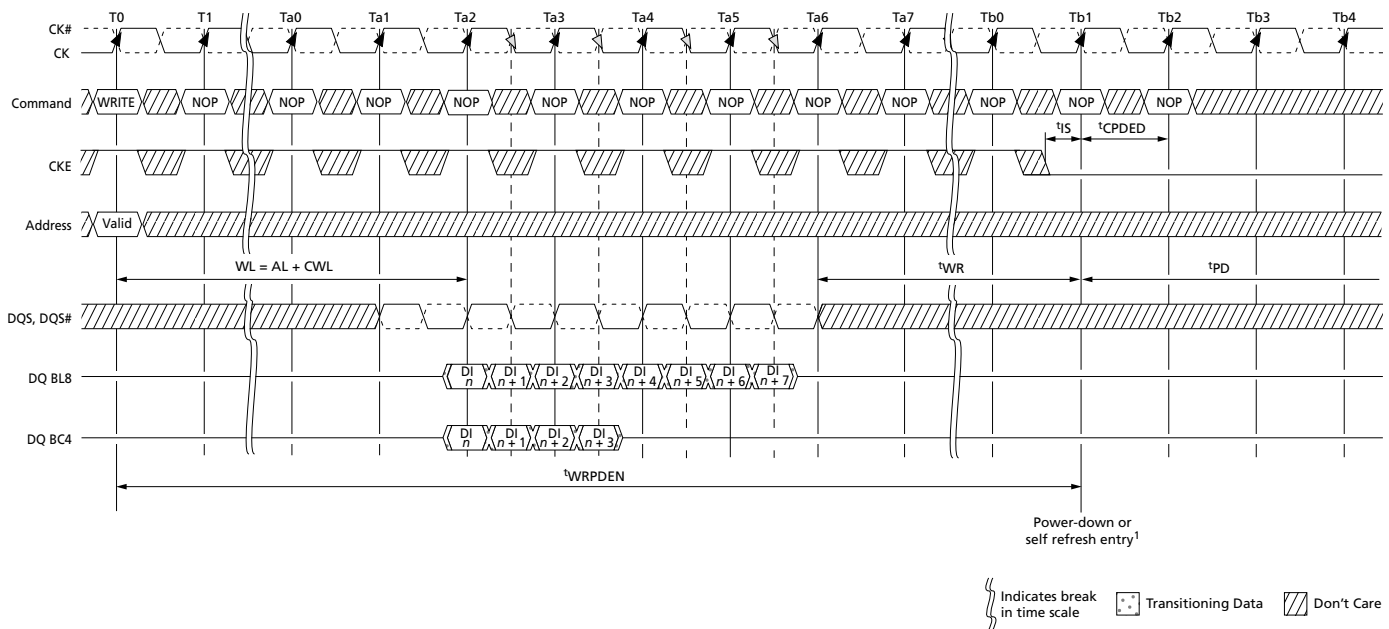 T0 T1 Ta0 Ta1 Ta2 Ta3 Ta4 Ta5 Ta6 Ta7 Tb0 Tb1 Tb2 Tb3 Tb4
CK#
CK
Command WRITE NOP NOP NOP NOP NOP NOP NOP NOP NOP NOP NOP NOP
tIS tCPDED
CKE
Address Valid
WL = AL + CWL tWR tPD
DQS, DQS#
DQ BL8 DI n DI n + 1 DI n + 2 DI n + 3 DI n + 4 DI n + 5 DI n + 6 DI n + 7
DQ BC4 DI n DI n + 1 DI n + 2 DI n + 3
tWRPDEN
Power-down or
self refresh entry1
Indicates break
in time scale
Transitioning Data
Don't Care